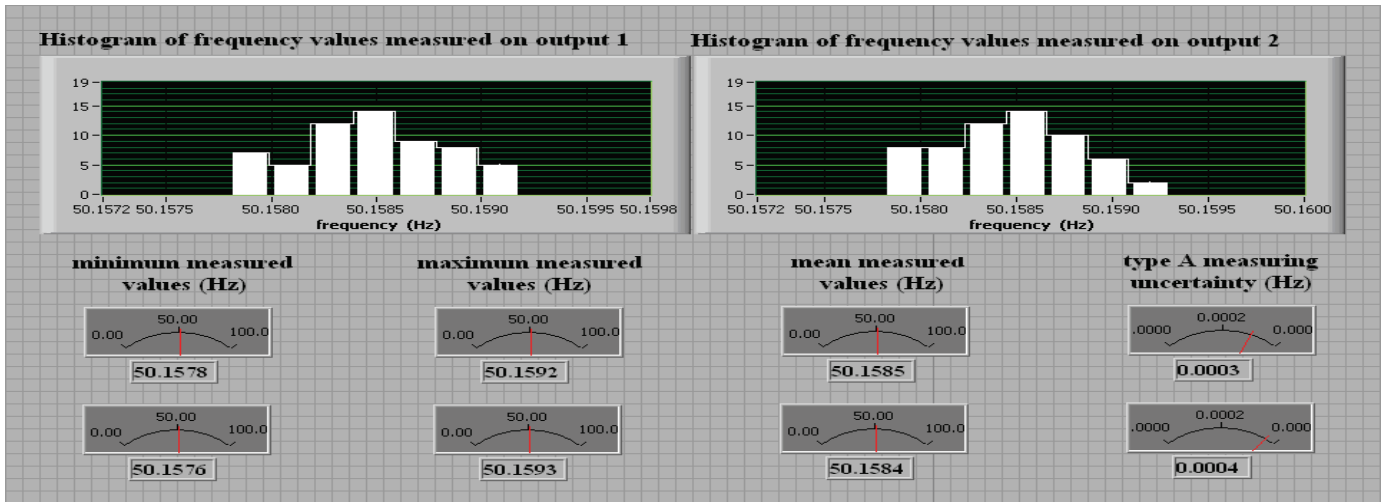 Histogram of frequency values measured on output 1
Histogram of frequency values measured on output 2
19
15
10
5
0
50.1572 50.1575 50.1580 50.1585 50.1590 50.1595 50.1598
frequency (Hz)
19
15
10
5
0
50.1572 50.1575 50.1580 50.1585 50.1590 50.1595 50.1600
frequency (Hz)
minimum measured
values (Hz)
maximum measured
values (Hz)
mean measured
values (Hz)
type A measuring
uncertainty (Hz)
0.00 50.00 100.0
50.1578
0.00 50.00 100.0
50.1592
0.00 50.00 100.0
50.1585
.0000 0.0002 0.000
0.0003
0.00 50.00 100.0
50.1576
0.00 50.00 100.0
50.1593
0.00 50.00 100.0
50.1584
.0000 0.0002 0.000
0.0004